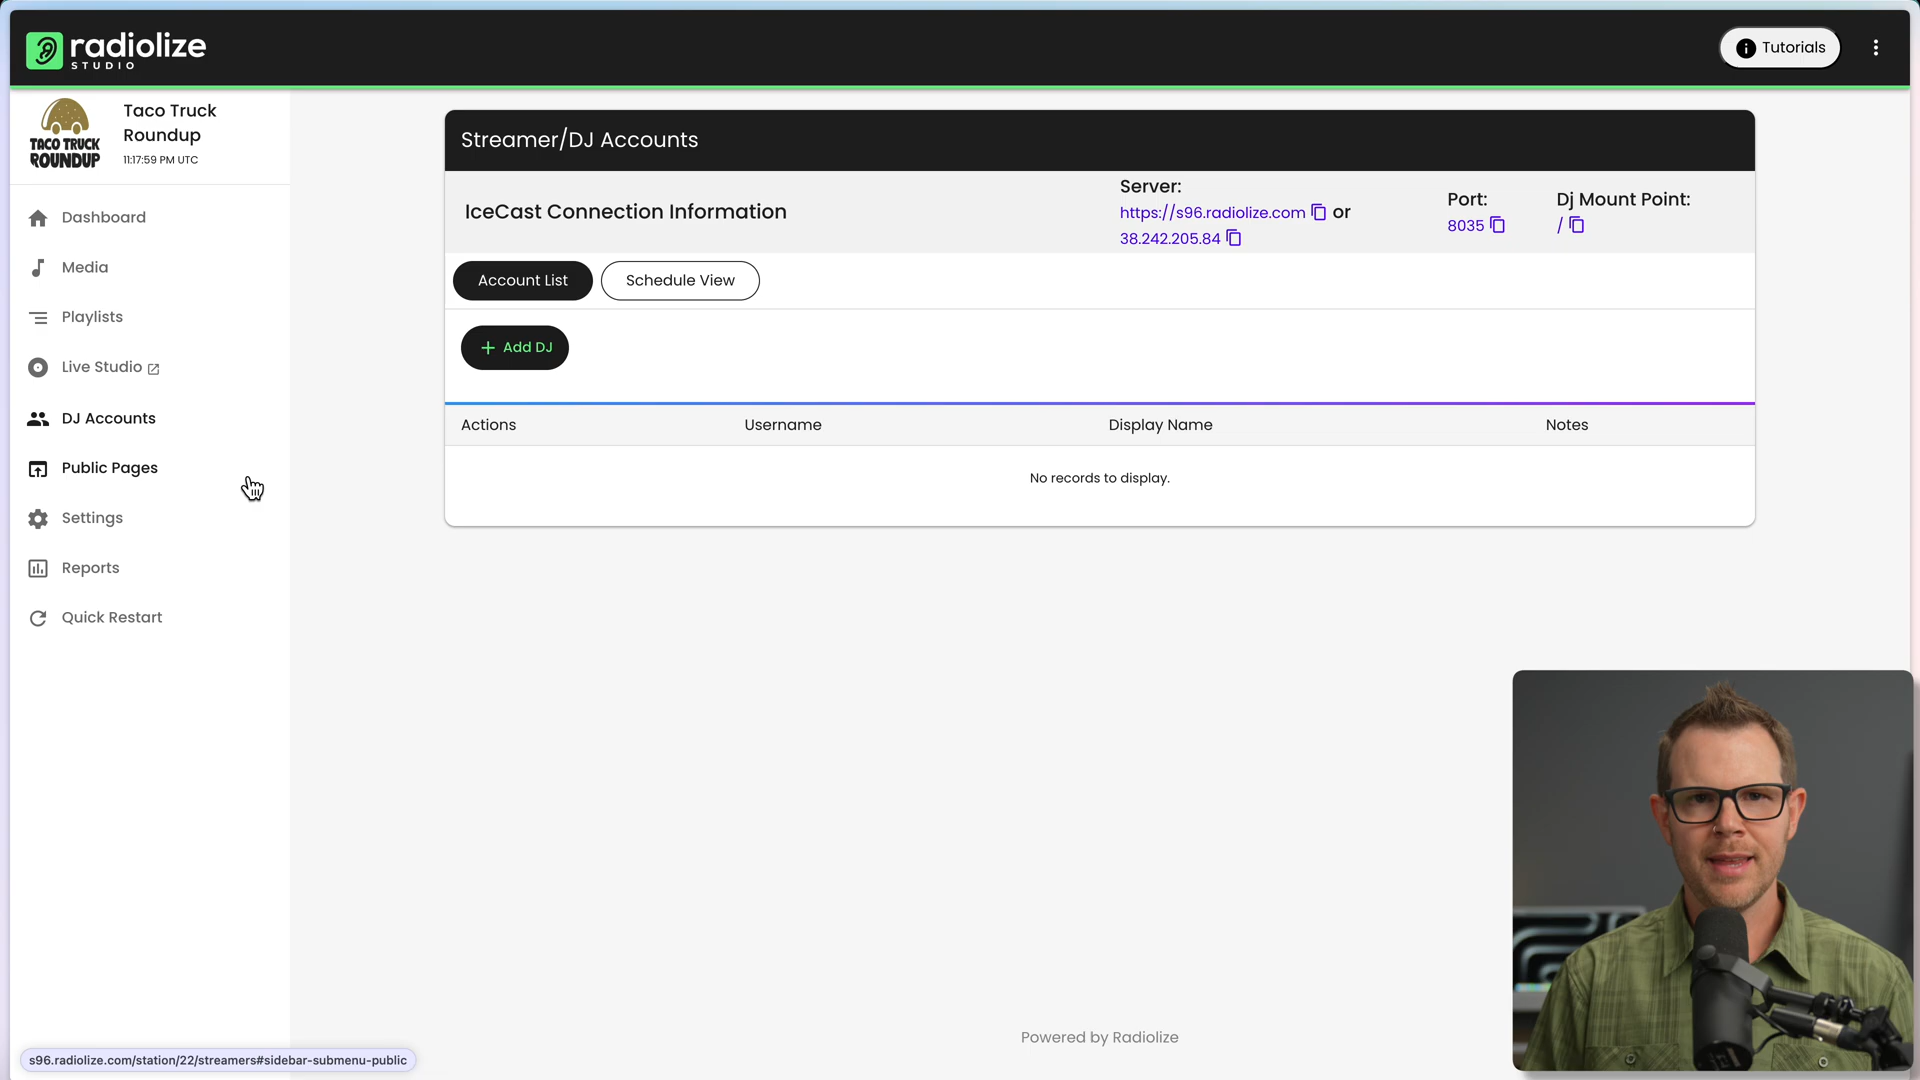 radiolize
STUDIO
Tutorials
TACO TRUCK
ROUNDUP
Taco Truck
Roundup
11:17:59 PM UTC
Dashboard
Media
Playlists
Live Studio
DJ Accounts
Public Pages
Settings
Reports
Quick Restart
Streamer/DJ Accounts
IceCast Connection Information
Server:
https://s96.radiolize.com or
38.242.205.84
Port:
8035
Dj Mount Point:
/
Account List
Schedule View
+ Add DJ
Actions
Username
Display Name
Notes
No records to display.
Powered by Radiolize
s96.radiolize.com/station/22/streamers#sidebar-submenu-public